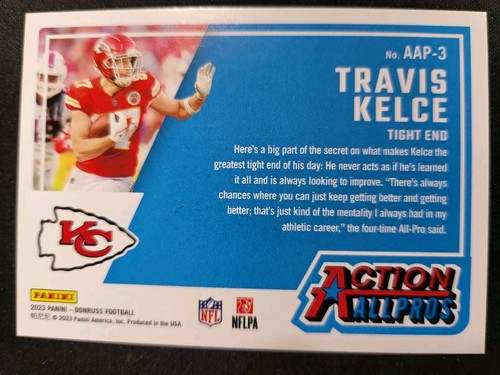 No. AAP-3
TRAVIS
KELCE
TIGHT END
Here's a big part of the secret on what makes Kelce the
greatest tight end of his day: He never acts as if he's learned
it all and is always looking to improve. "There's always
chances where you can just keep getting better and getting
better; that's just kind of the mentality I always had in my
athletic career," the four-time All-Pro said.
KC
ACTION
ALLPROS
PANINI
NFL
NFLPA
2023 PANINI - DONRUSS FOOTBALL
帕尼尼 © 2023 Panini America, Inc. Produced in the USA.